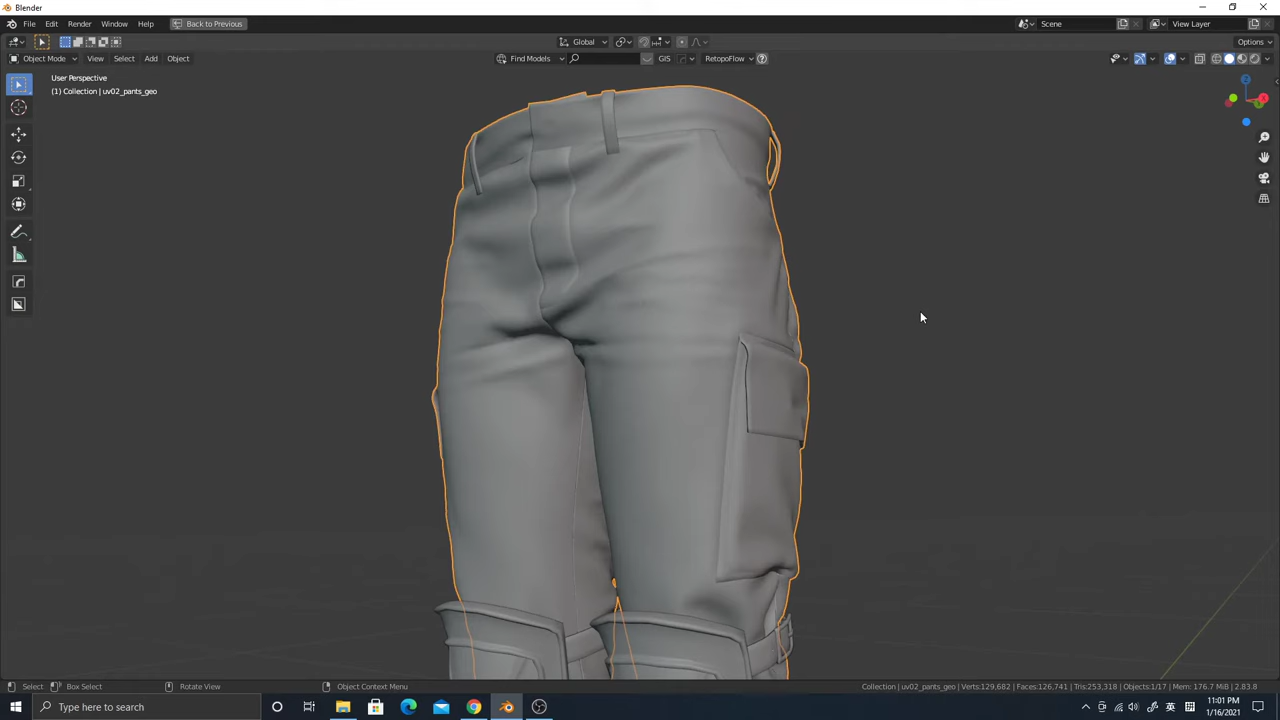 Blender
File Edit Render Window Help Back to Previous Scene View Layer
Global Options
Object Mode View Select Add Object Find Models GIS RetopoFlow
User Perspective
(1) Collection | uv02_pants_geo
Select Box Select Rotate View Object Context Menu Collection | uv02_pants_geo | Verts:129,682 | Faces:126,741 | Tris:253,318 | Objects:1/17 | Mem: 176.7 MiB | 2.83.8
Type here to search 英 11:01 PM
1/16/2021